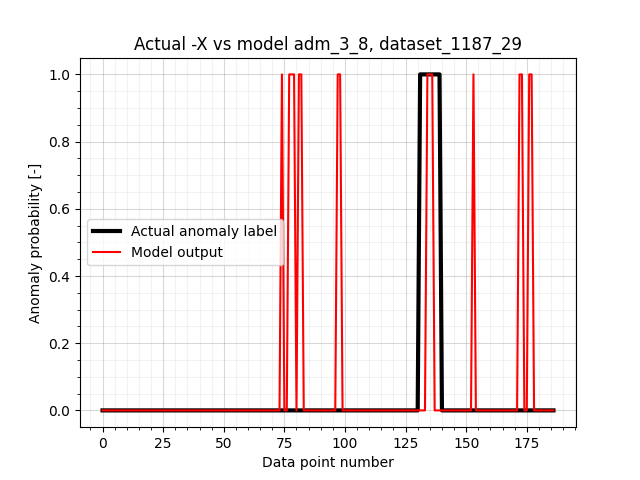 Actual -X vs model adm_3_8, dataset_1187_29
Anomaly probability [-]
1.0
0.8
0.6
0.4
0.2
0.0
Actual anomaly label
Model output
0 25 50 75 100 125 150 175
Data point number